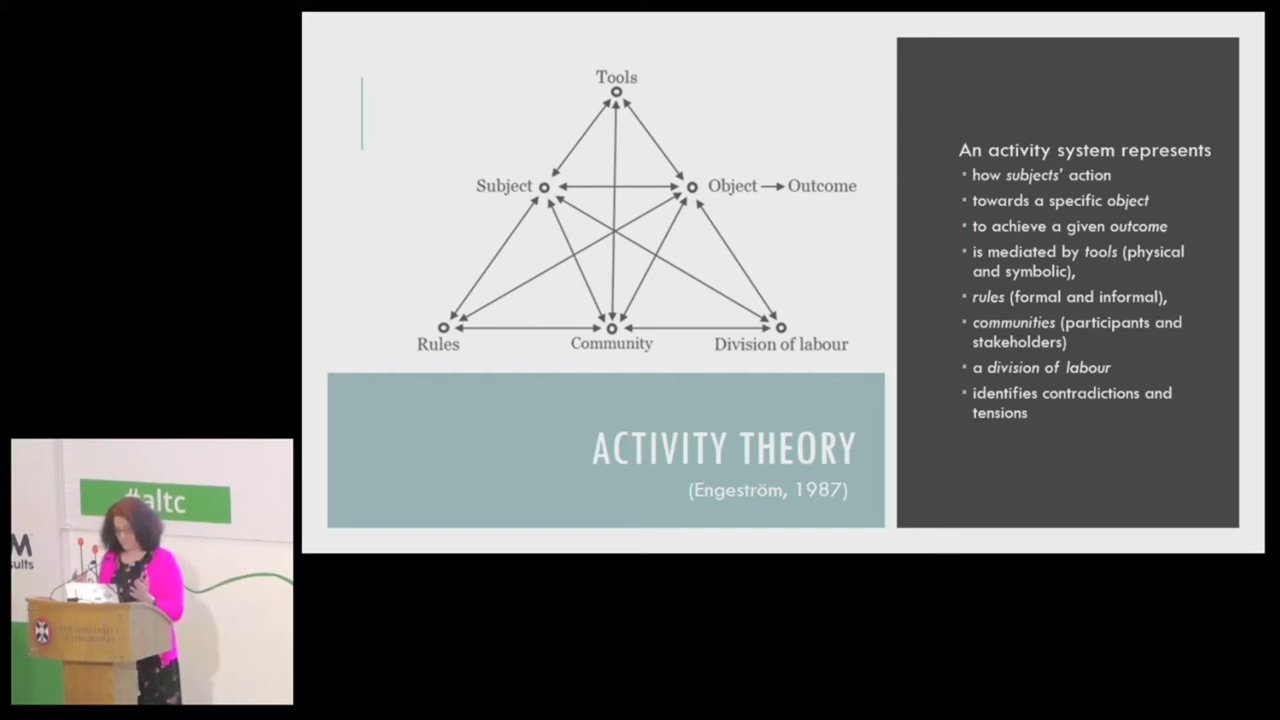 Tools
Subject
Object
Outcome
Rules
Community
Division of labour
ACTIVITY THEORY
(Engeström, 1987)
An activity system represents
how subjects' action
towards a specific object
to achieve a given outcome
is mediated by tools (physical
and symbolic),
rules (formal and informal),
communities (participants and
stakeholders)
a division of labour
identifies contradictions and
tensions
#altc
M
sults